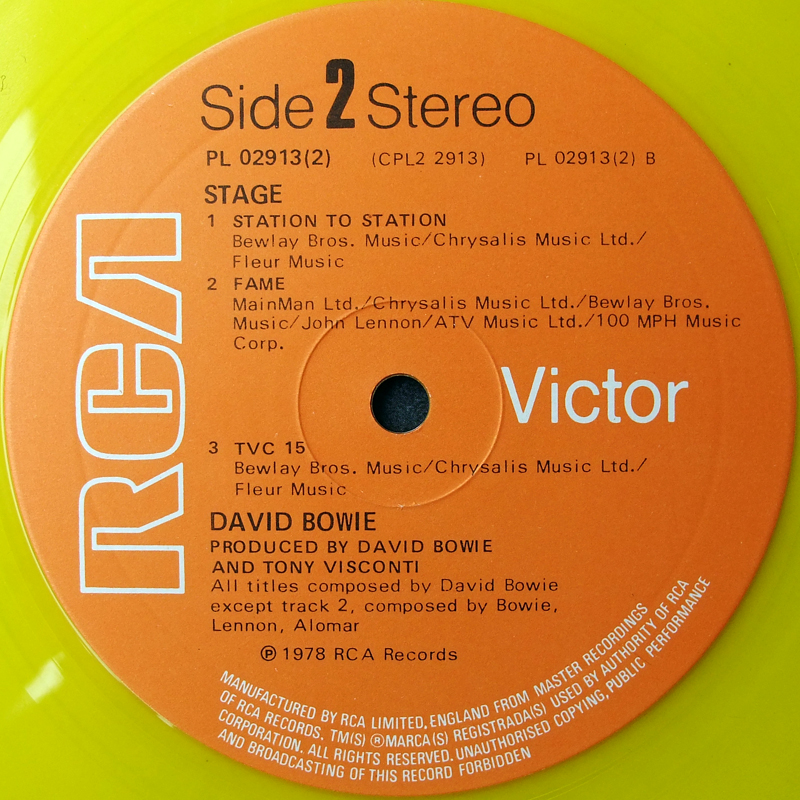 Side 2 Stereo
PL 02913(2) (CPL2 2913) PL 02913(2) B
STAGE
1 STATION TO STATION
Bewlay Bros. Music/Chrysalis Music Ltd./
Fleur Music
2 FAME
MainMan Ltd./Chrysalis Music Ltd./Bewlay Bros.
Music/John Lennon/ATV Music Ltd./100 MPH Music
Corp.
RCA
Victor
3 TVC 15
Bewlay Bros. Music/Chrysalis Music Ltd./
Fleur Music
DAVID BOWIE
PRODUCED BY DAVID BOWIE
AND TONY VISCONTI
All titles composed by David Bowie
except track 2, composed by Bowie,
Lennon, Alomar
℗ 1978 RCA Records
MANUFACTURED BY RCA LIMITED, ENGLAND FROM MASTER RECORDINGS
OF RCA RECORDS, TM(S) ® MARCA(S) REGISTRADA(S) USED BY AUTHORITY OF RCA
CORPORATION. ALL RIGHTS RESERVED. UNAUTHORISED COPYING, PUBLIC PERFORMANCE
AND BROADCASTING OF THIS RECORD FORBIDDEN